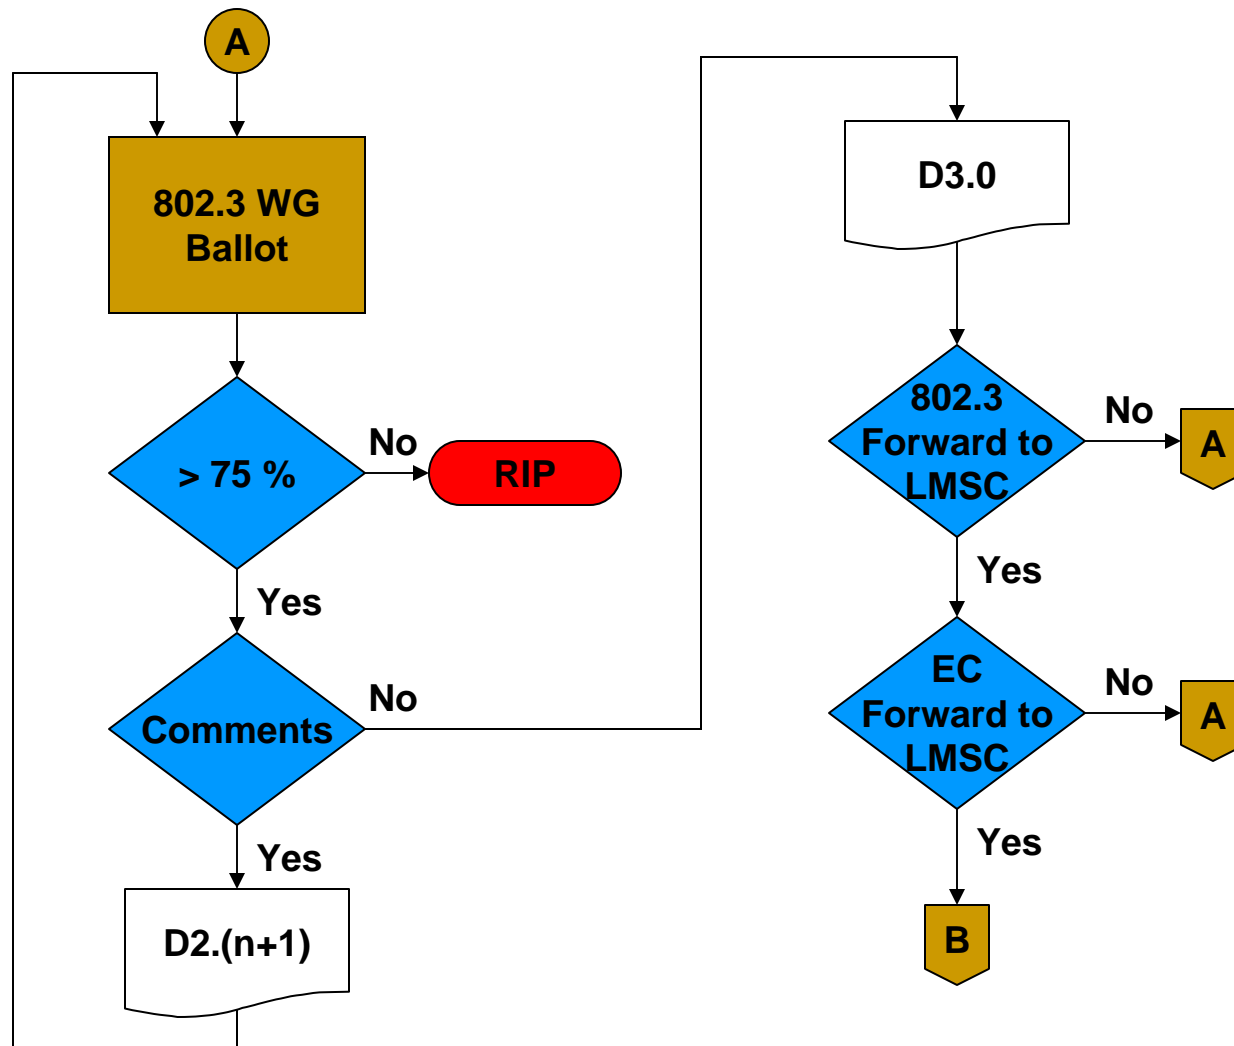 A
802.3 WG
Ballot
> 75 %
No
RIP
Yes
Comments
No
Yes
D2.(n+1)
D3.0
802.3
Forward to
LMSC
No
A
Yes
EC
Forward to
LMSC
No
A
Yes
B